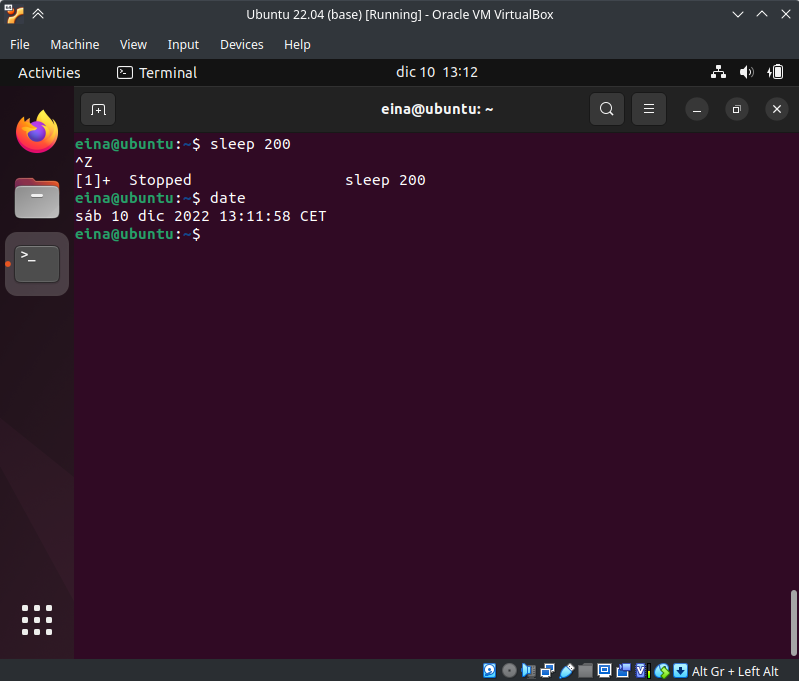 Ubuntu 22.04 (base) [Running] - Oracle VM VirtualBox
File Machine View Input Devices Help
Activities Terminal dic 10 13:12
eina@ubuntu: ~
eina@ubuntu:~$ sleep 200
^Z
[1]+  Stopped                 sleep 200
eina@ubuntu:~$ date
sáb 10 dic 2022 13:11:58 CET
eina@ubuntu:~$
>_
Alt Gr + Left Alt